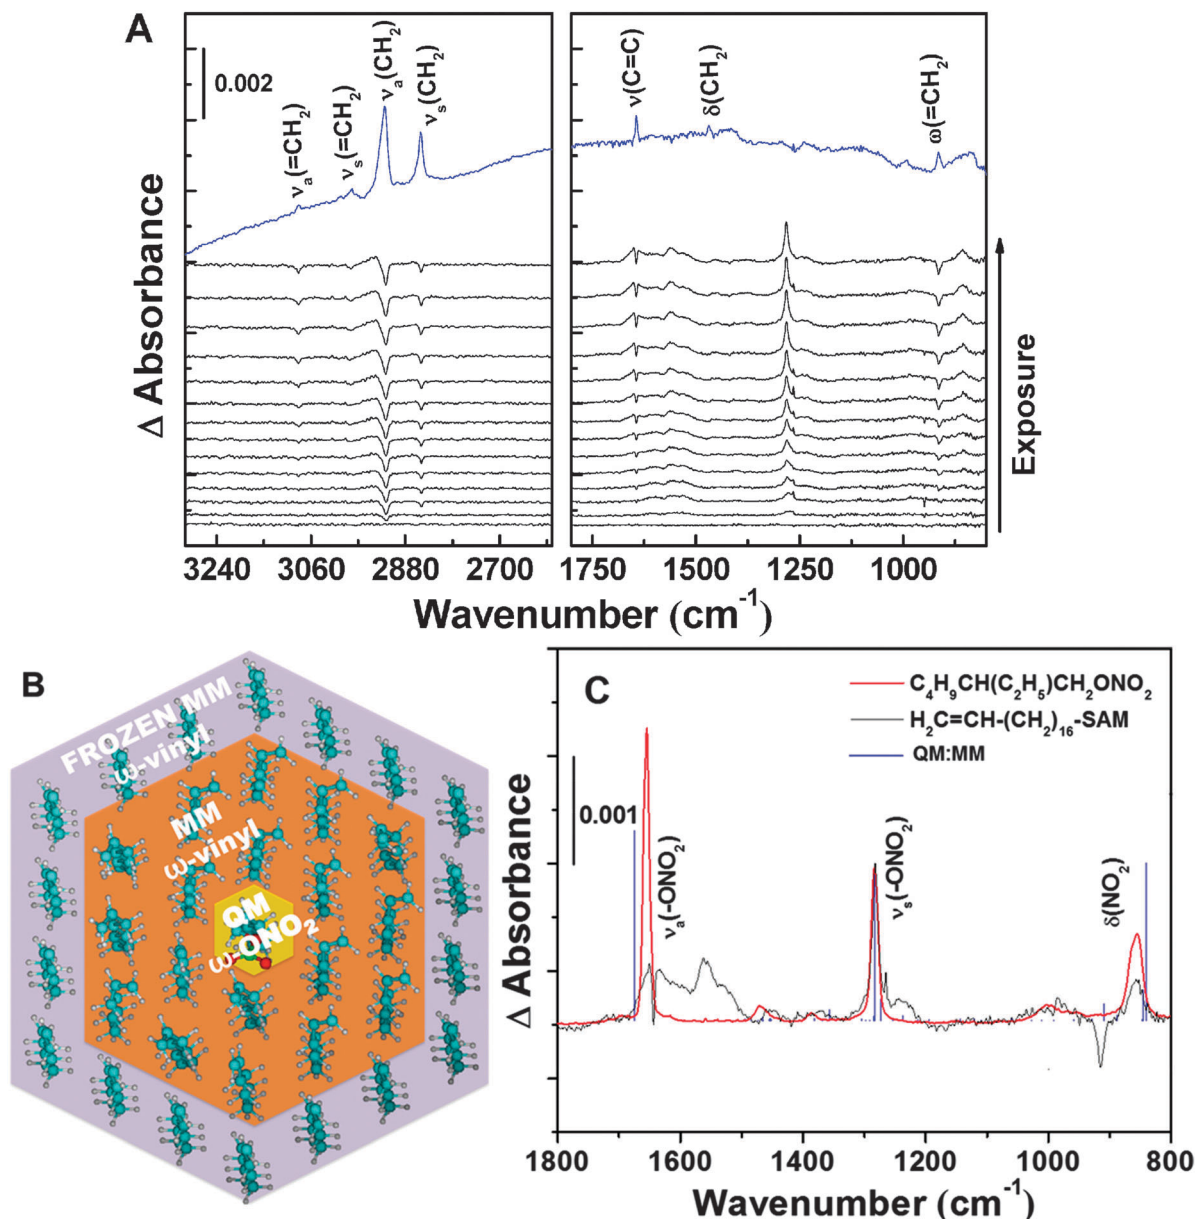 A
0.002
νa(=CH2)
νs(=CH2)
νa(CH2)
νs(CH2)
ν(C=C)
δ(CH2)
ω(=CH2)
Δ Absorbance
Exposure
3240 3060 2880 2700 1750 1500 1250 1000
Wavenumber (cm-1)
B
FROZEN MM
ω-vinyl
MM
ω-vinyl
QM
ω-ONO2
C
C4H9CH(C2H5)CH2ONO2
H2C=CH-(CH2)16-SAM
QM:MM
0.001
νa(-ONO2)
νs(-ONO2)
δ(NO2)
Δ Absorbance
1800 1600 1400 1200 1000 800
Wavenumber (cm-1)